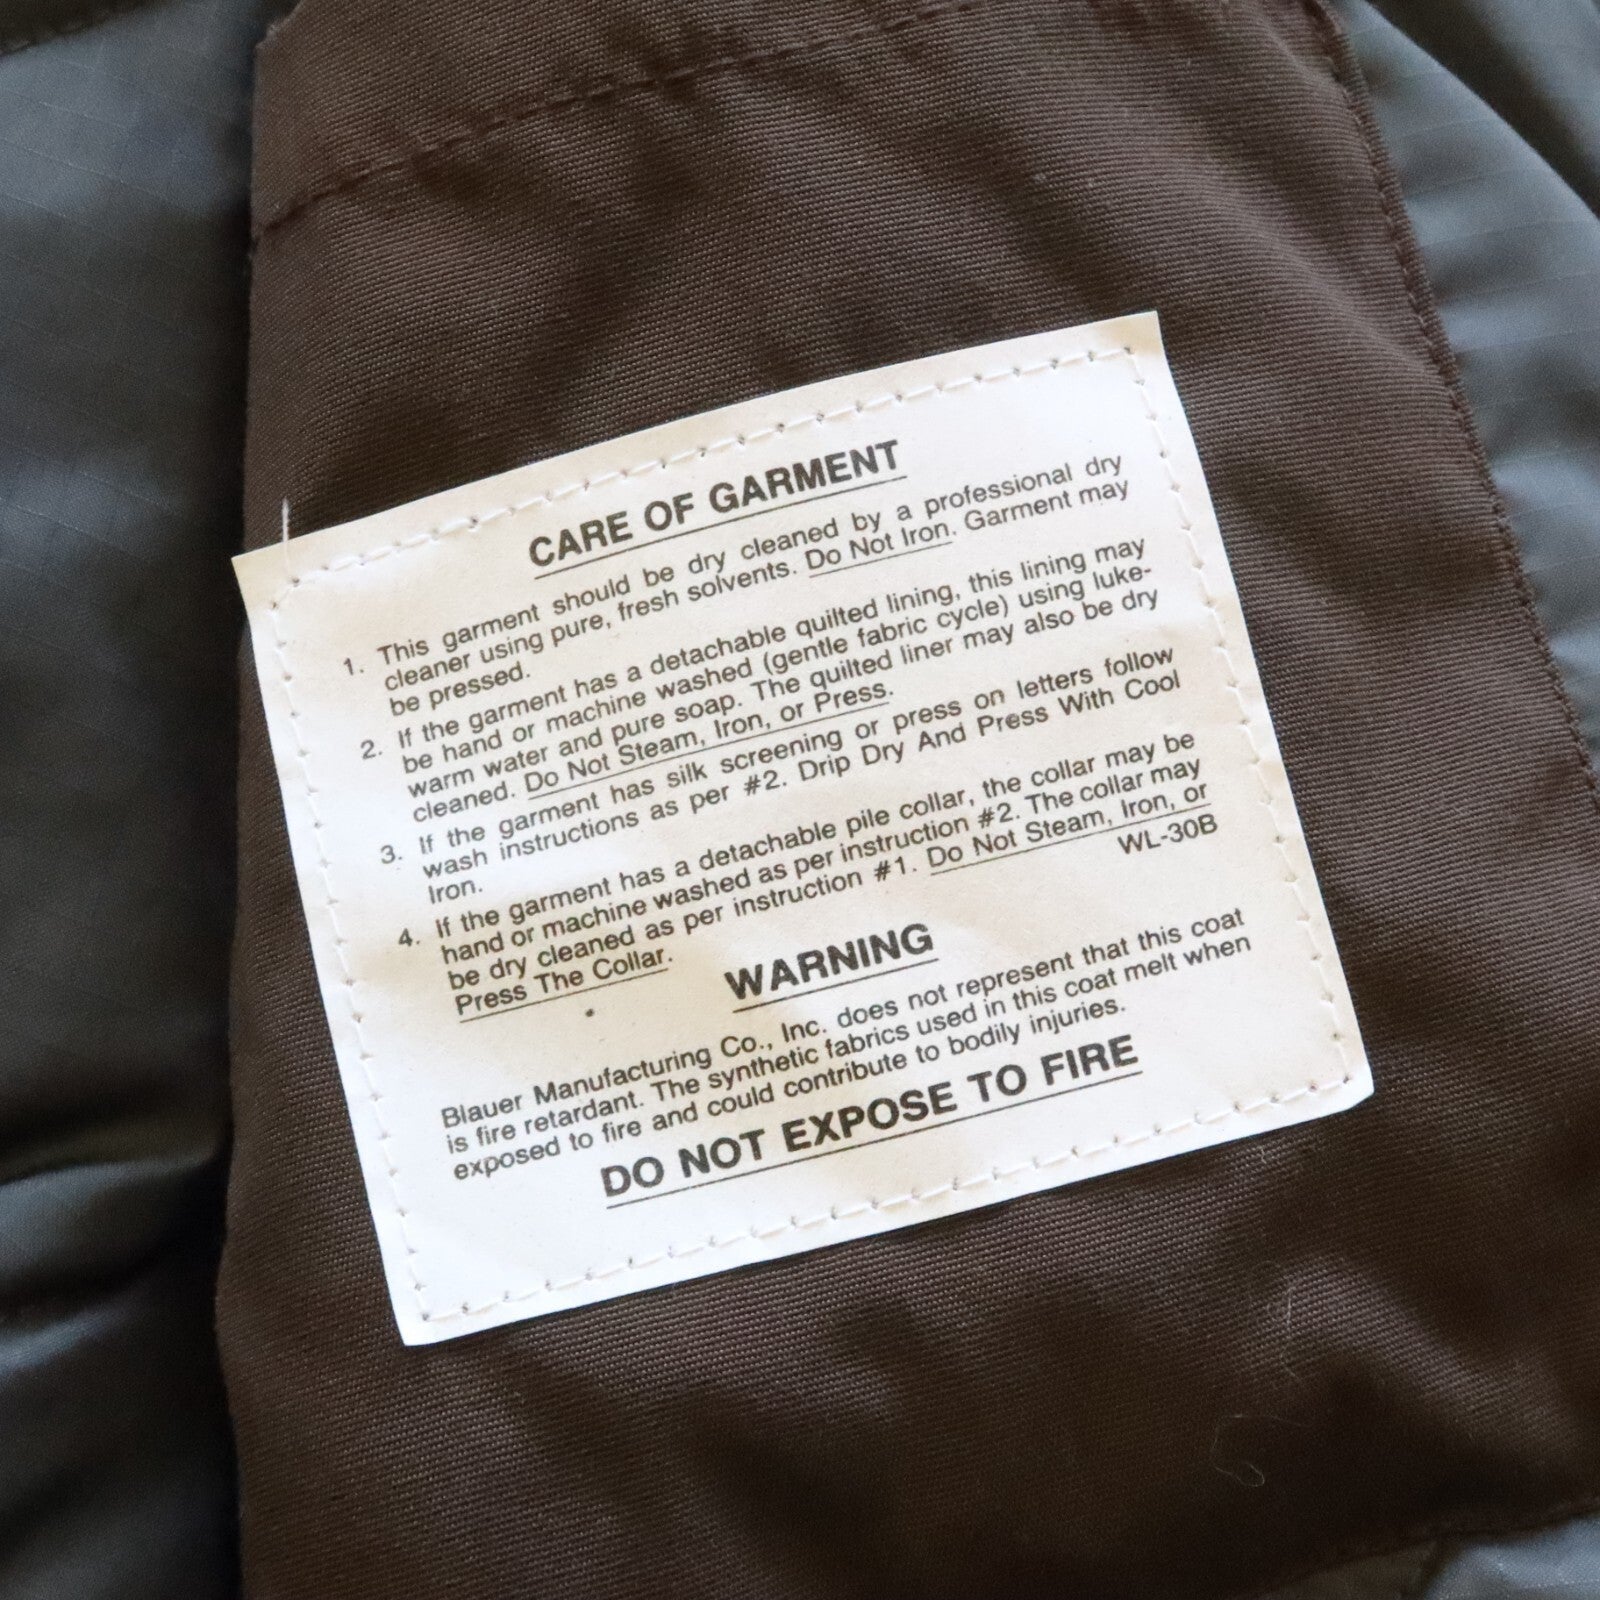 CARE OF GARMENT
1. This garment should be dry cleaned by a professional dry
cleaner using pure, fresh solvents. Do Not Iron. Garment may
be pressed.
2. If the garment has a detachable quilted lining, this lining may
be hand or machine washed (gentle fabric cycle) using luke-
warm water and pure soap. The quilted liner may also be dry
cleaned. Do Not Steam, Iron, or Press.
3. If the garment has silk screening or press on letters follow
wash instructions as per #2. Drip Dry And Press With Cool
Iron.
4. If the garment has a detachable pile collar, the collar may be
hand or machine washed as per instruction #2. The collar may
be dry cleaned as per instruction #1. Do Not Steam, Iron, or
Press The Collar.
WL-30B
WARNING
Blauer Manufacturing Co., Inc. does not represent that this coat
is fire retardant. The synthetic fabrics used in this coat melt when
exposed to fire and could contribute to bodily injuries.
DO NOT EXPOSE TO FIRE